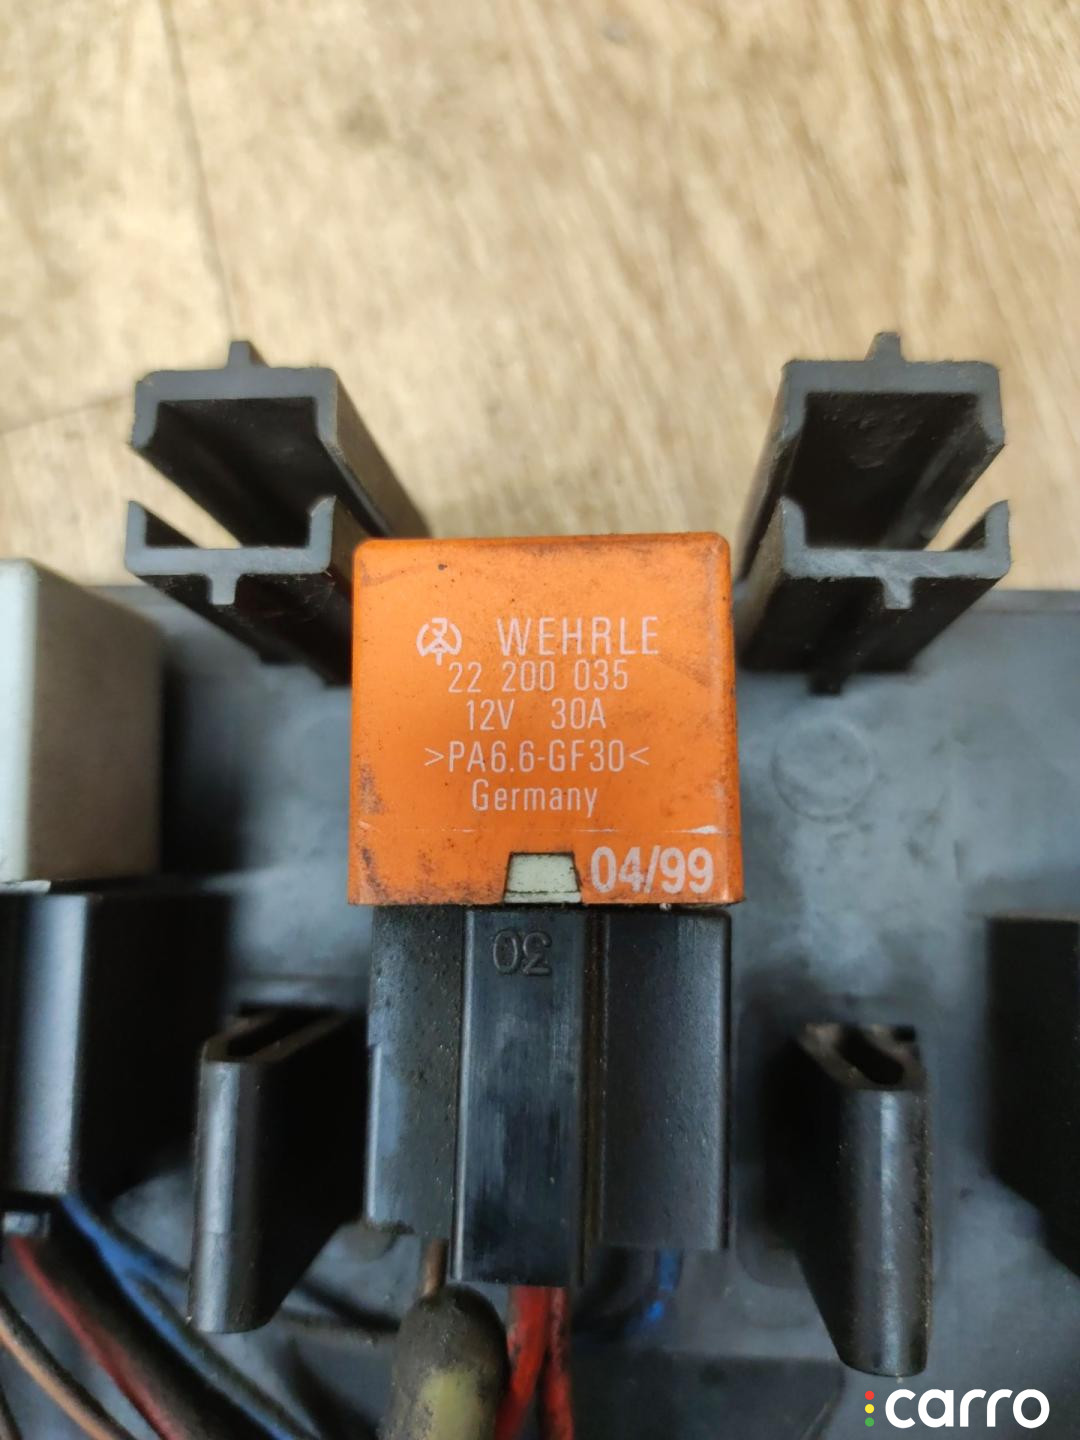 WEHRLE
22 200 035
12V 30A
>PA6.6-GF30<
Germany
04/99
30
carro